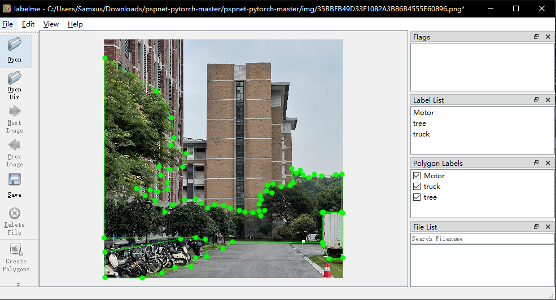 labelme - C:/Users/Samxus/Downloads/pspnet-pytorch-master/pspnet-pytorch-master/img/35BBFB49D33F1082A3B86B4555F60896.png*
File Edit View Help
Open
Open
Dir
Next
Image
Prev
Image
Save
Delete
File
Create
Polygons
Flags
Label List
Motor
tree
truck
Polygon Labels
Motor
truck
tree
File List
Search Filename